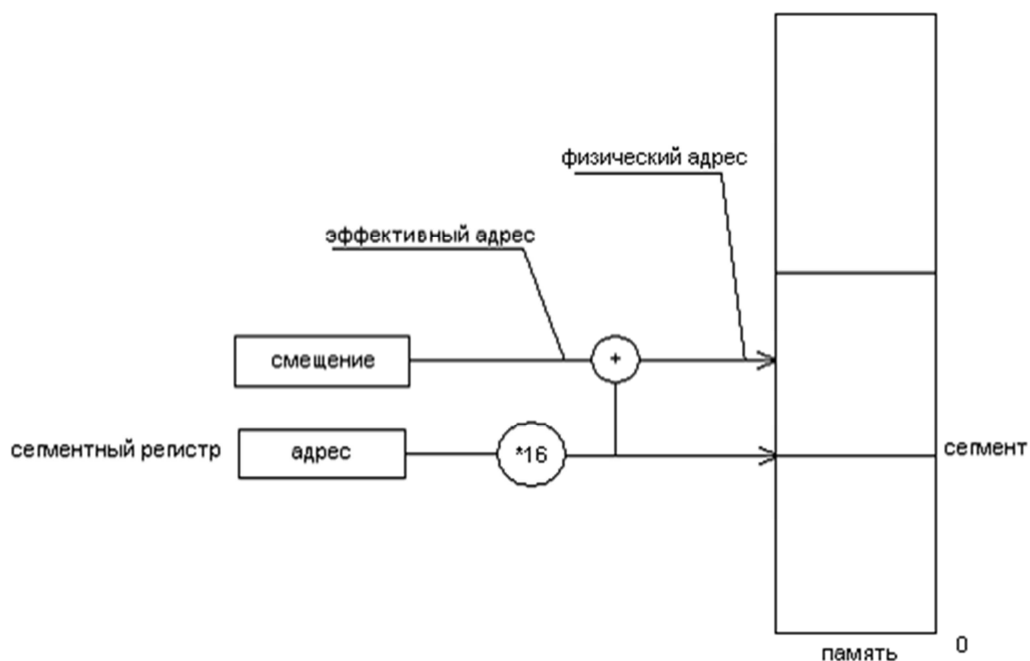 физический адрес
эффективный адрес
смещение
+
сегментный регистр
адрес
*16
сегмент
память
0